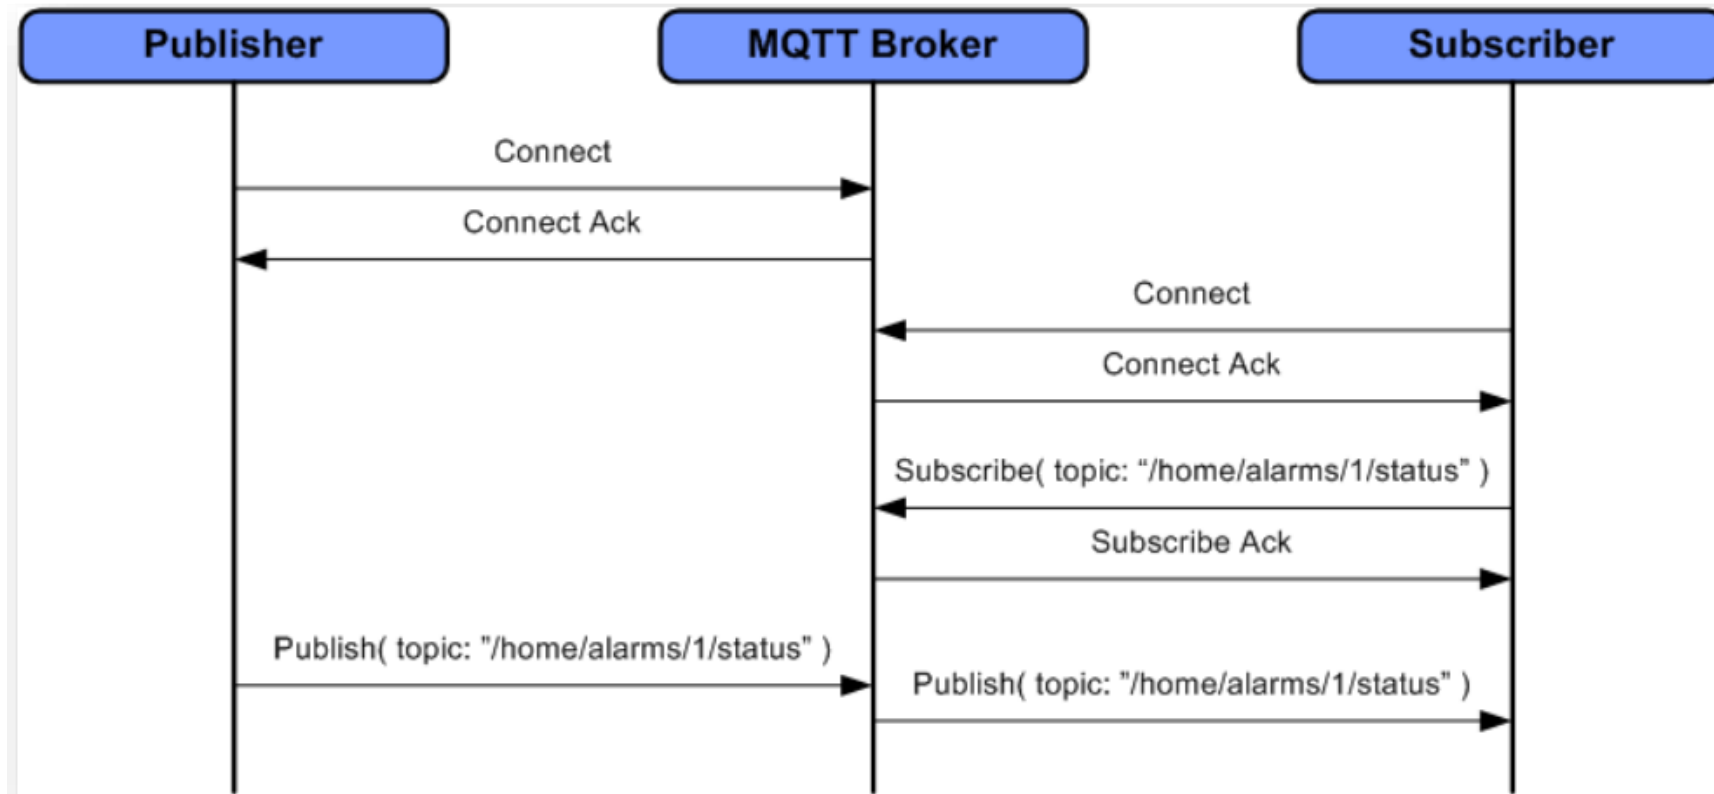 Publisher
MQTT Broker
Subscriber
Connect
Connect Ack
Connect
Connect Ack
Subscribe( topic: “/home/alarms/1/status” )
Subscribe Ack
Publish( topic: ”/home/alarms/1/status” )
Publish( topic: ”/home/alarms/1/status” )